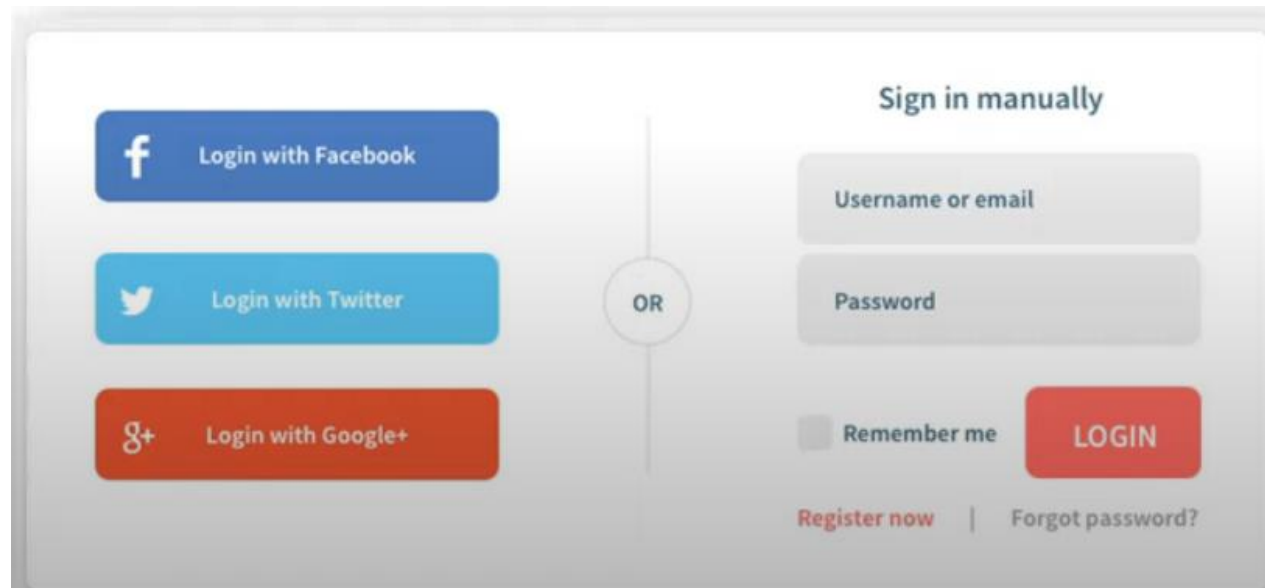 Login with Facebook
Login with Twitter
g+ Login with Google+
OR
Sign in manually
Username or email
Password
Remember me
LOGIN
Register now | Forgot password?